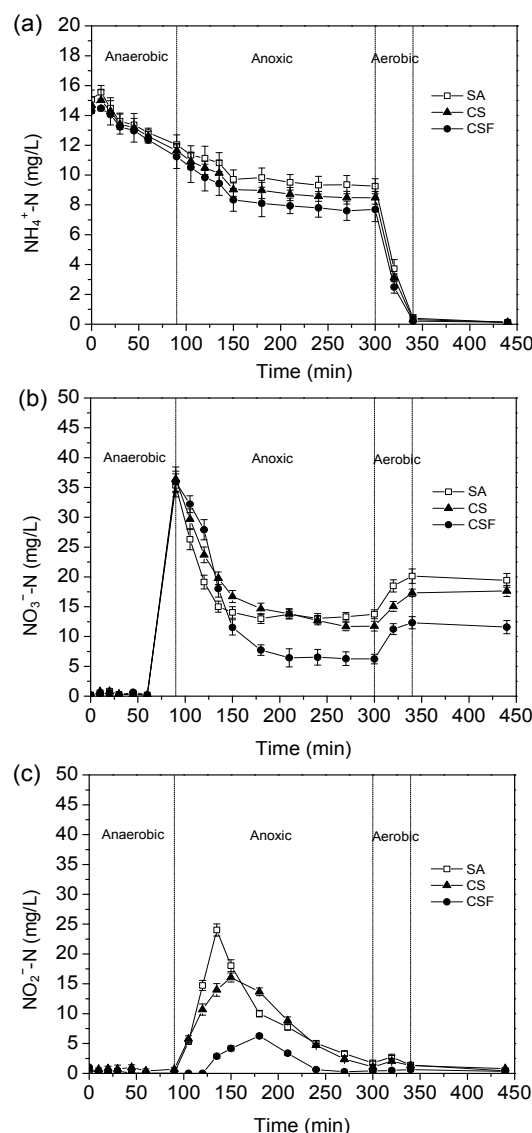 (a)
20
18
16
14
12
10
8
6
4
2
0
NH₄⁺-N (mg/L)
Anaerobic Anoxic Aerobic
SA
CS
CSF
0 50 100 150 200 250 300 350 400 450
Time (min)
(b)
50
45
40
35
30
25
20
15
10
5
0
NO₃⁻-N (mg/L)
Anaerobic Anoxic Aerobic
SA
CS
CSF
0 50 100 150 200 250 300 350 400 450
Time (min)
(c)
50
45
40
35
30
25
20
15
10
5
0
NO₂⁻-N (mg/L)
Anaerobic Anoxic Aerobic
SA
CS
CSF
0 50 100 150 200 250 300 350 400 450
Time (min)